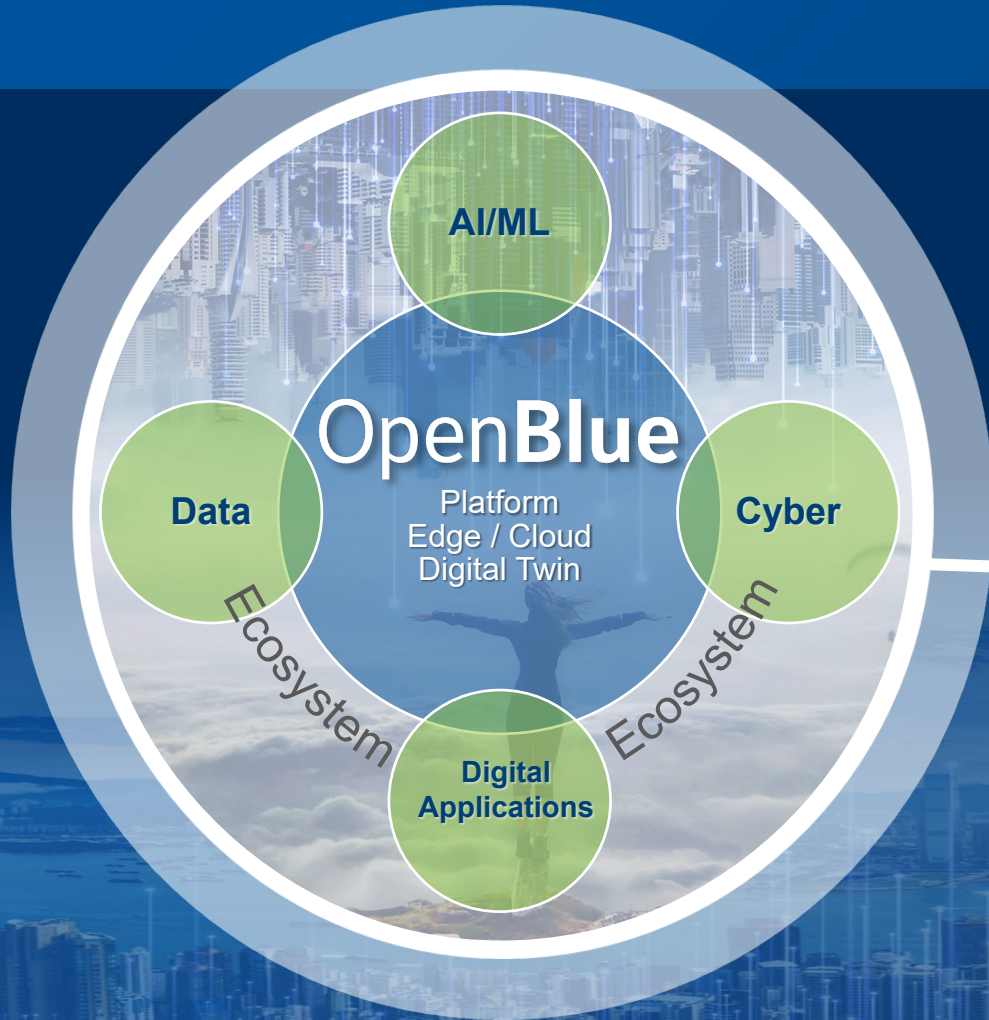 AI/ML
OpenBlue
Platform
Edge / Cloud
Digital Twin
Data
Cyber
Ecosystem
Ecosystem
Digital
Applications